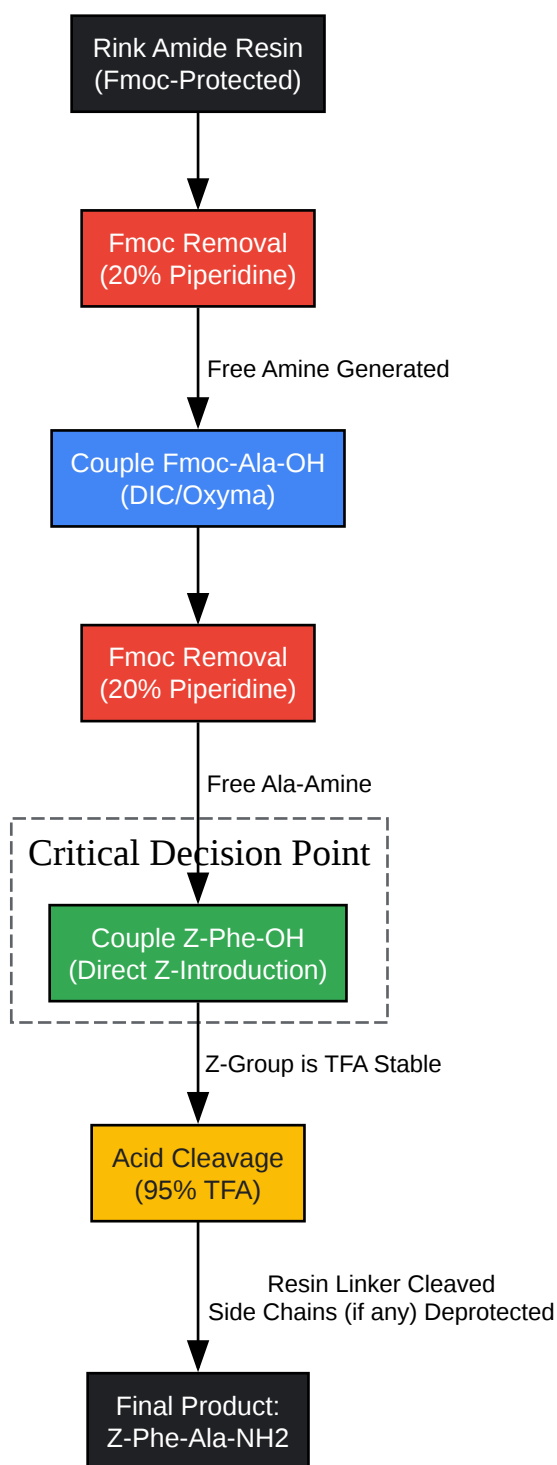 Rink Amide Resin
(Fmoc-Protected)
Fmoc Removal
(20% Piperidine)
Free Amine Generated
Couple Fmoc-Ala-OH
(DIC/Oxyma)
Fmoc Removal
(20% Piperidine)
Free Ala-Amine
Critical Decision Point
Couple Z-Phe-OH
(Direct Z-Introduction)
Z-Group is TFA Stable
Acid Cleavage
(95% TFA)
Resin Linker Cleaved
Side Chains (if any) Deprotected
Final Product:
Z-Phe-Ala-NH2